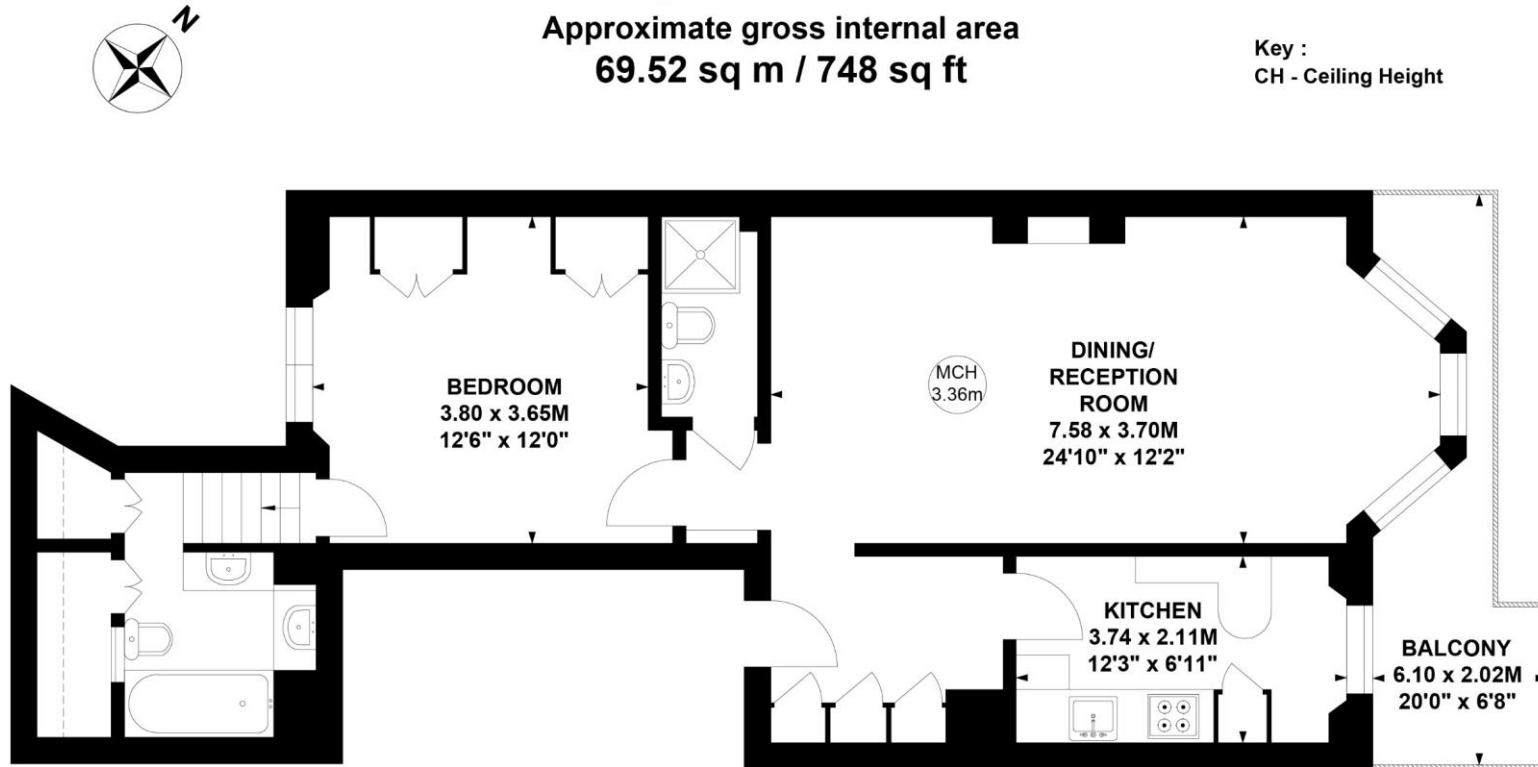 N
Approximate gross internal area
69.52 sq m / 748 sq ft
Key :
CH - Ceiling Height
BEDROOM
3.80 x 3.65M
12'6" x 12'0"
MCH
3.36m
DINING/
RECEPTION
ROOM
7.58 x 3.70M
24'10" x 12'2"
KITCHEN
3.74 x 2.11M
12'3" x 6'11"
BALCONY
6.10 x 2.02M
20'0" x 6'8"